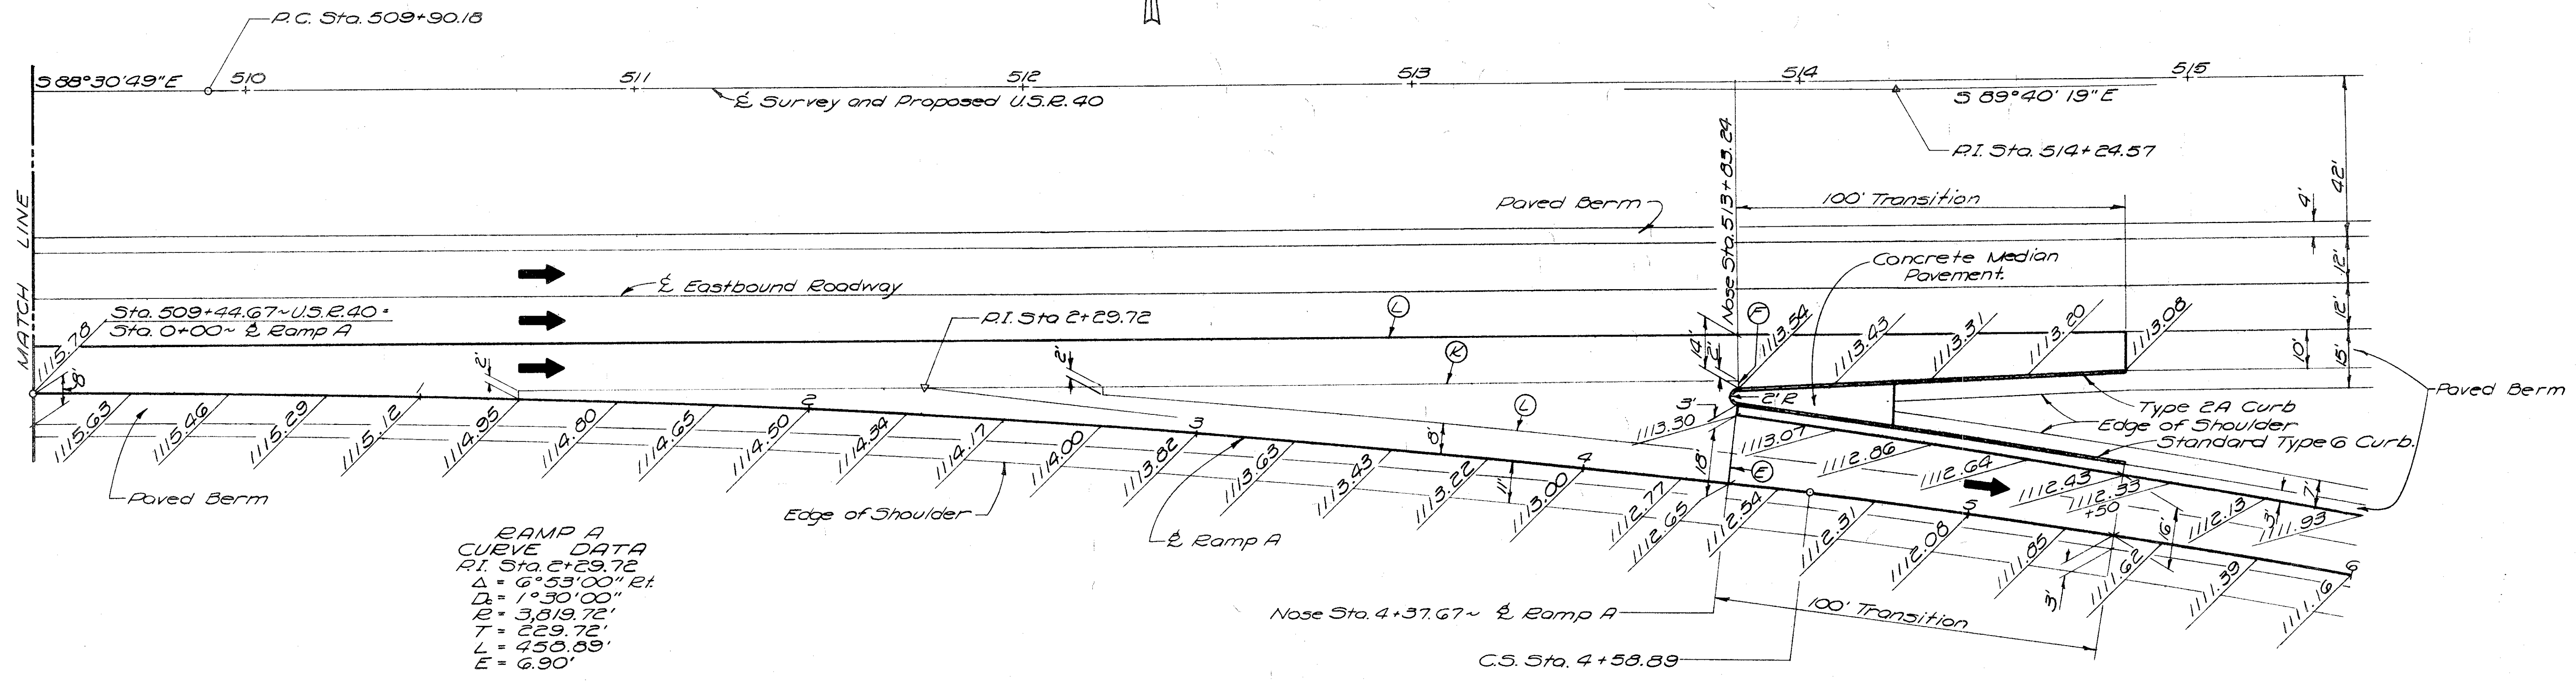 P.C. Sta. 509+90.18
S 88°30'49"E
510
511
512
513
514
515
℄ Survey and Proposed U.S.R. 40
S 89°40'19"E
P.I. Sta. 514+24.57
Nose Sta. 513+83.24
MATCH LINE
Paved Berm
100' Transition
42'
4'
12'
12'
10'
15'
℄ Eastbound Roadway
Concrete Median
Pavement.
Sta. 509+44.67~U.S.R. 40 =
Sta. 0+00~ ℄ Ramp A
1115.78
8'
P.I. Sta 2+29.72
L
K
L
F
E
2'
2'
14'
2'
1113.54
1113.43
1113.31
1113.20
1113.08
2'R
3'
1113.30
18'
Paved Berm
Type 2A Curb
Edge of Shoulder
Standard Type 6 Curb.
1113.07
1112.86
1112.64
1112.43
1112.33
+50
1112.13
1111.93
7'
3'
1115.63
1115.46
1115.29
1115.12
1
1114.95
1114.80
1114.65
1114.50
2
1114.34
1114.17
1114.00
1113.82
3
1113.63
1113.43
1113.22
1113.00
4
1112.77
1112.65
1112.54
1112.31
1112.08
5
1111.85
1111.62
1111.39
1111.16
6
8'
11'
16'
3'
Paved Berm
Edge of Shoulder
℄ Ramp A
RAMP A
CURVE DATA
P.I. Sta. 2+29.72
Δ = 6°53'00" Rt.
Dc = 1°30'00"
R = 3,819.72'
T = 229.72'
L = 458.89'
E = 6.90'
Nose Sta. 4+37.67~ ℄ Ramp A
100' Transition
C.S. Sta. 4+58.89